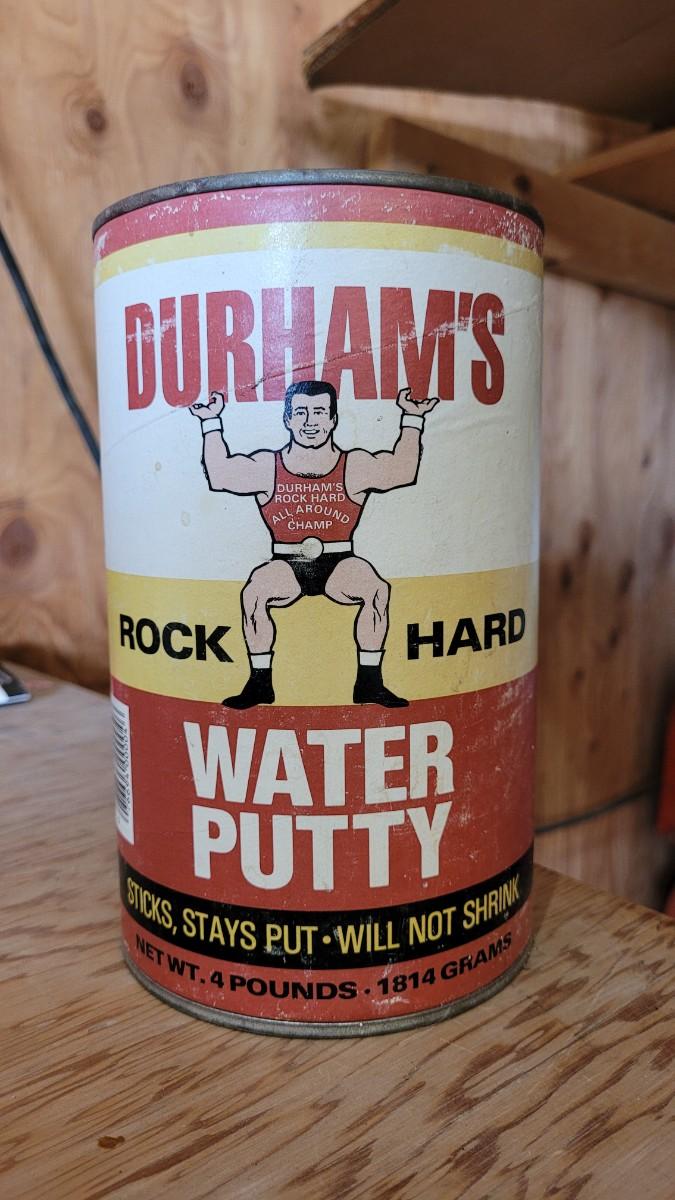 DURHAM'S
DURHAM'S
ROCK HARD
ALL AROUND
CHAMP
ROCK HARD
WATER
PUTTY
STICKS, STAYS PUT • WILL NOT SHRINK
NET WT. 4 POUNDS • 1814 GRAMS